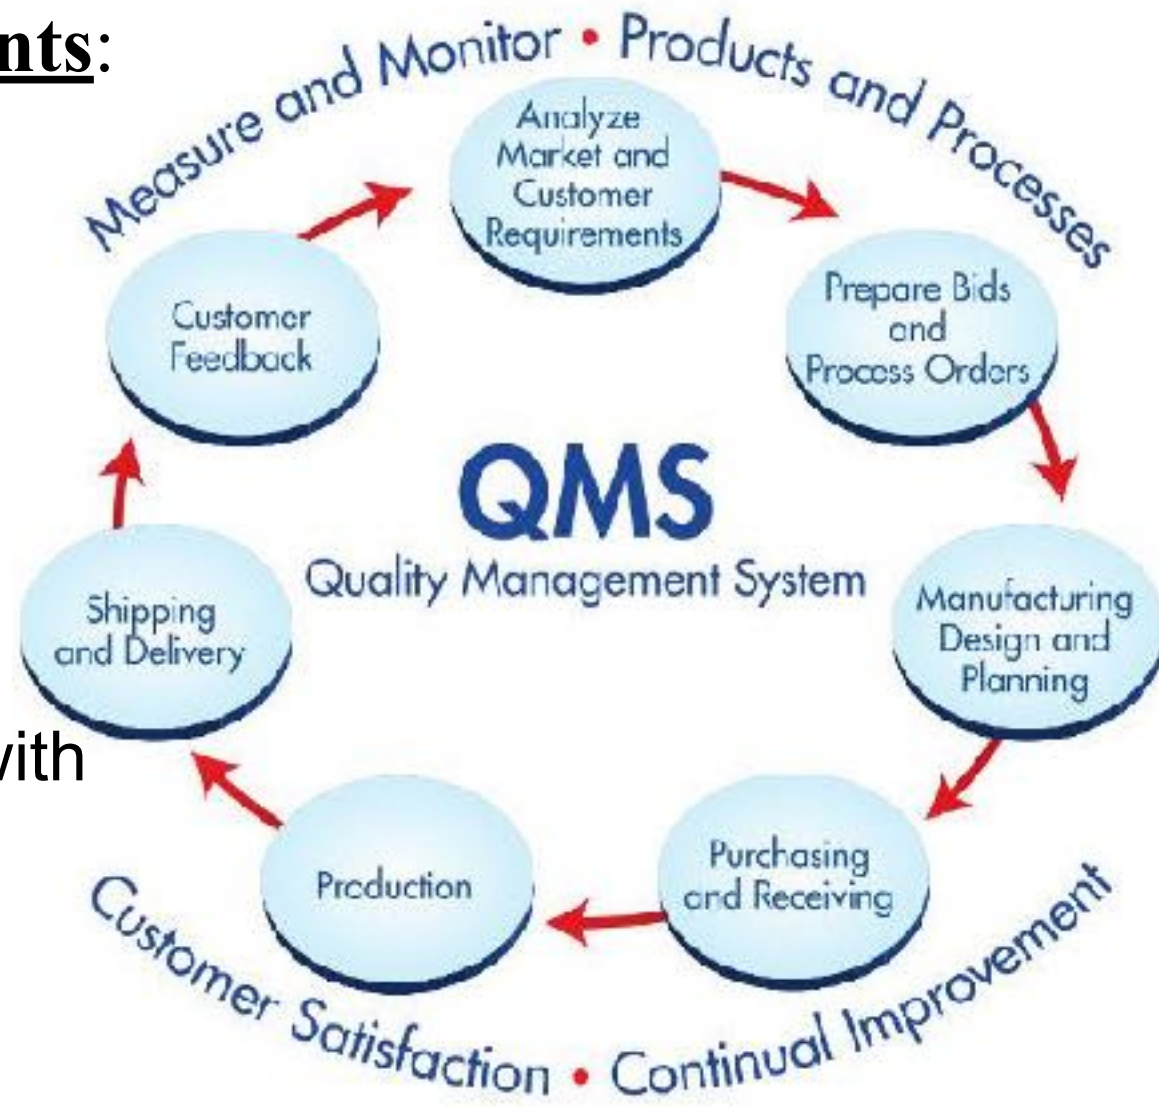 nts:
Measure and Monitor • Products and Processes
Analyze
Market and
Customer
Requirements
Prepare Bids
and
Process Orders
Manufacturing
Design and
Planning
Purchasing
and Receiving
Production
Shipping
and Delivery
Customer
Feedback
QMS
Quality Management System
with
Customer Satisfaction • Continual Improvement